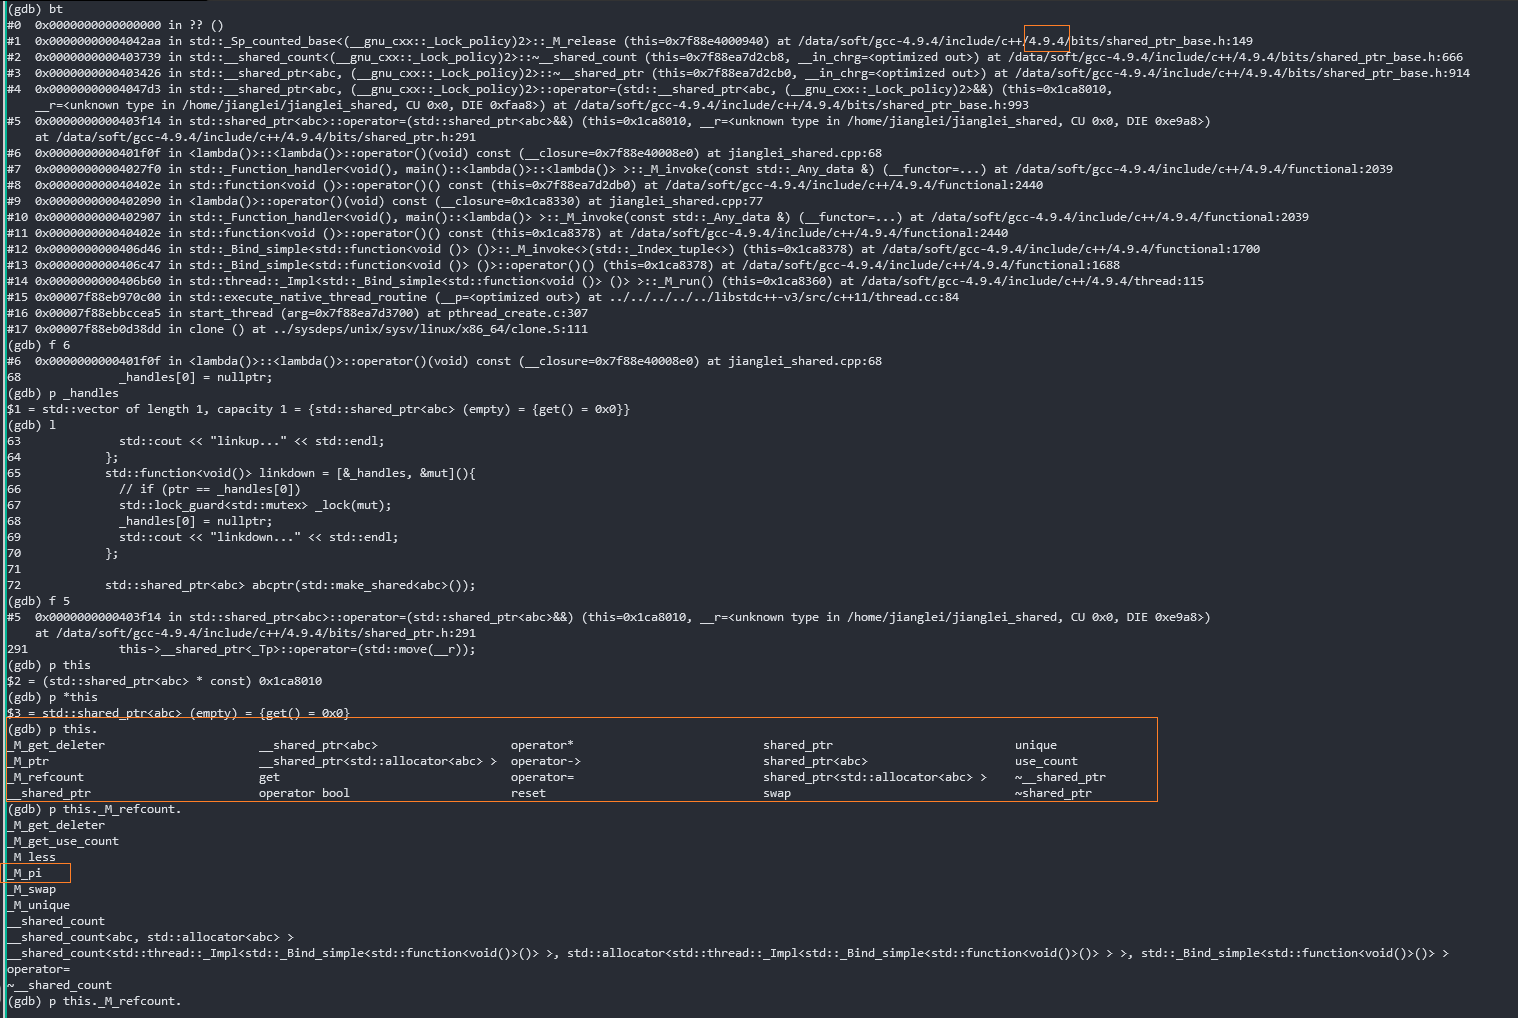 (gdb) bt
#0  0x0000000000000000 in ?? ()
#1  0x00000000004042aa in std::_Sp_counted_base<(__gnu_cxx::_Lock_policy)2>::_M_release (this=0x7f88e4000940) at /data/soft/gcc-4.9.4/include/c++/4.9.4/bits/shared_ptr_base.h:149
#2  0x0000000000403739 in std::__shared_count<(__gnu_cxx::_Lock_policy)2>::~__shared_count (this=0x7f88ea7d2cb8, __in_chrg=<optimized out>) at /data/soft/gcc-4.9.4/include/c++/4.9.4/bits/shared_ptr_base.h:666
#3  0x0000000000403426 in std::__shared_ptr<abc, (__gnu_cxx::_Lock_policy)2>::~__shared_ptr (this=0x7f88ea7d2cb0, __in_chrg=<optimized out>) at /data/soft/gcc-4.9.4/include/c++/4.9.4/bits/shared_ptr_base.h:914
#4  0x00000000004047d3 in std::__shared_ptr<abc, (__gnu_cxx::_Lock_policy)2>::operator=(std::__shared_ptr<abc, (__gnu_cxx::_Lock_policy)2>&&) (this=0x1ca8010,
    __r=<unknown type in /home/jianglei/jianglei_shared, CU 0x0, DIE 0xfaa8>) at /data/soft/gcc-4.9.4/include/c++/4.9.4/bits/shared_ptr_base.h:993
#5  0x0000000000403f14 in std::shared_ptr<abc>::operator=(std::shared_ptr<abc>&&) (this=0x1ca8010, __r=<unknown type in /home/jianglei/jianglei_shared, CU 0x0, DIE 0xe9a8>)
    at /data/soft/gcc-4.9.4/include/c++/4.9.4/bits/shared_ptr.h:291
#6  0x0000000000401f0f in <lambda()>::<lambda()>::operator()(void) const (__closure=0x7f88e40008e0) at jianglei_shared.cpp:68
#7  0x00000000004027f0 in std::_Function_handler<void(), main()::<lambda()>::<lambda()> >::_M_invoke(const std::_Any_data &) (__functor=...) at /data/soft/gcc-4.9.4/include/c++/4.9.4/functional:2039
#8  0x000000000040402e in std::function<void ()>::operator()() const (this=0x7f88ea7d2db0) at /data/soft/gcc-4.9.4/include/c++/4.9.4/functional:2440
#9  0x0000000000402090 in <lambda()>::operator()(void) const (__closure=0x1ca8330) at jianglei_shared.cpp:77
#10 0x0000000000402907 in std::_Function_handler<void(), main()::<lambda()> >::_M_invoke(const std::_Any_data &) (__functor=...) at /data/soft/gcc-4.9.4/include/c++/4.9.4/functional:2039
#11 0x000000000040402e in std::function<void ()>::operator()() const (this=0x1ca8378) at /data/soft/gcc-4.9.4/include/c++/4.9.4/functional:2440
#12 0x0000000000406d46 in std::_Bind_simple<std::function<void ()> ()>::_M_invoke<>(std::_Index_tuple<>) (this=0x1ca8378) at /data/soft/gcc-4.9.4/include/c++/4.9.4/functional:1700
#13 0x0000000000406c47 in std::_Bind_simple<std::function<void ()> ()>::operator()() (this=0x1ca8378) at /data/soft/gcc-4.9.4/include/c++/4.9.4/functional:1688
#14 0x0000000000406b60 in std::thread::_Impl<std::_Bind_simple<std::function<void ()> ()> >::_M_run() (this=0x1ca8360) at /data/soft/gcc-4.9.4/include/c++/4.9.4/thread:115
#15 0x00007f88eb970c00 in std::execute_native_thread_routine (__p=<optimized out>) at ../../../../../libstdc++-v3/src/c++11/thread.cc:84
#16 0x00007f88ebbccea5 in start_thread (arg=0x7f88ea7d3700) at pthread_create.c:307
#17 0x00007f88eb0d38dd in clone () at ../sysdeps/unix/sysv/linux/x86_64/clone.S:111
(gdb) f 6
#6  0x0000000000401f0f in <lambda()>::<lambda()>::operator()(void) const (__closure=0x7f88e40008e0) at jianglei_shared.cpp:68
68              _handles[0] = nullptr;
(gdb) p _handles
$1 = std::vector of length 1, capacity 1 = {std::shared_ptr<abc> (empty) = {get() = 0x0}}
(gdb) l
63              std::cout << "linkup..." << std::endl;
64            };
65            std::function<void()> linkdown = [&_handles, &mut](){
66              // if (ptr == _handles[0])
67              std::lock_guard<std::mutex> _lock(mut);
68              _handles[0] = nullptr;
69              std::cout << "linkdown..." << std::endl;
70            };
71
72            std::shared_ptr<abc> abcptr(std::make_shared<abc>());
(gdb) f 5
#5  0x0000000000403f14 in std::shared_ptr<abc>::operator=(std::shared_ptr<abc>&&) (this=0x1ca8010, __r=<unknown type in /home/jianglei/jianglei_shared, CU 0x0, DIE 0xe9a8>)
    at /data/soft/gcc-4.9.4/include/c++/4.9.4/bits/shared_ptr.h:291
291             this->__shared_ptr<_Tp>::operator=(std::move(__r));
(gdb) p this
$2 = (std::shared_ptr<abc> * const) 0x1ca8010
(gdb) p *this
$3 = std::shared_ptr<abc> (empty) = {get() = 0x0}
(gdb) p this.
_M_get_deleter                      __shared_ptr<abc>                   operator*                           shared_ptr                          unique
_M_ptr                              __shared_ptr<std::allocator<abc> >  operator->                          shared_ptr<abc>                     use_count
_M_refcount                         get                                 operator=                           shared_ptr<std::allocator<abc> >    ~__shared_ptr
__shared_ptr                        operator bool                       reset                               swap                                ~shared_ptr
(gdb) p this._M_refcount.
_M_get_deleter
_M_get_use_count
_M_less
_M_pi
_M_swap
_M_unique
__shared_count
__shared_count<abc, std::allocator<abc> >
__shared_count<std::thread::_Impl<std::_Bind_simple<std::function<void()>()> >, std::allocator<std::thread::_Impl<std::_Bind_simple<std::function<void()>()> > >, std::_Bind_simple<std::function<void()>()> >
operator=
~__shared_count
(gdb) p this._M_refcount.